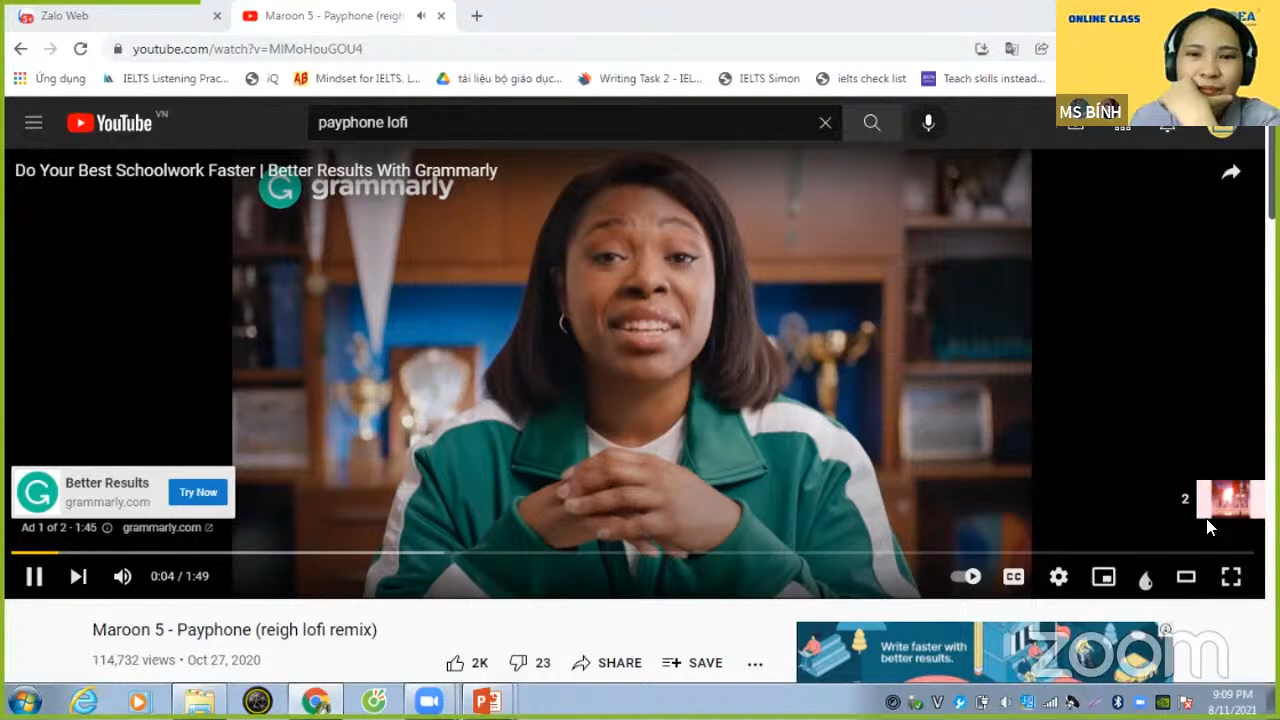 Zalo Web
Maroon 5 - Payphone (reigh
ONLINE CLASS
youtube.com/watch?v=MlMoHouGOU4
Ứng dụng
IELTS Listening Prac...
iQ
Mindset for IELTS. L...
tài liệu bộ giáo dục...
Writing Task 2 - IEL...
IELTS Simon
ielts check list
Teach skills instead...
MS BÍNH
YouTube VN
payphone lofi
Do Your Best Schoolwork Faster | Better Results With Grammarly
grammarly
Better Results
grammarly.com
Try Now
2
Ad 1 of 2 · 1:45
grammarly.com
0:04 / 1:49
CC
Maroon 5 - Payphone (reigh lofi remix)
114,732 views • Oct 27, 2020
2K
23
SHARE
SAVE
Write faster with
better results.
zoom
9:09 PM
8/11/2021